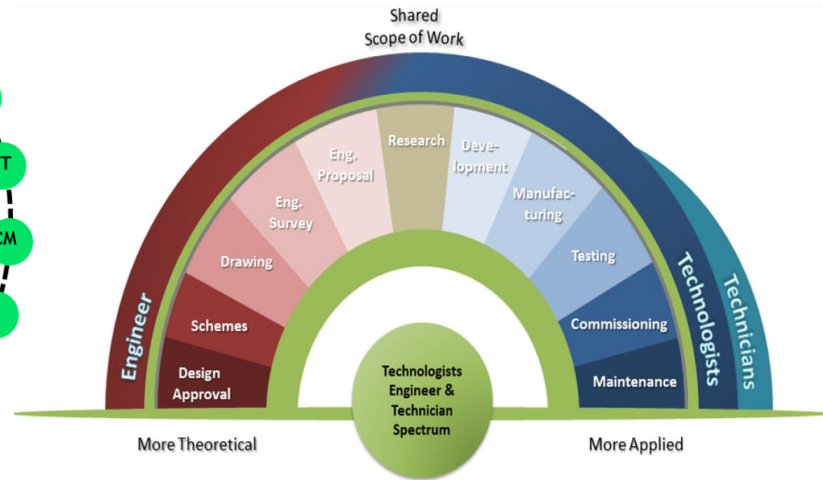 Shared
Scope of Work
T
CM
Research
Eng.
Proposal
Deve-
lopment
Eng.
Survey
Manufac-
turing
Drawing
Testing
Schemes
Commissioning
Design
Approval
Maintenance
Engineer
Technologists
Technicians
Technologists
Engineer &
Technician
Spectrum
More Theoretical
More Applied